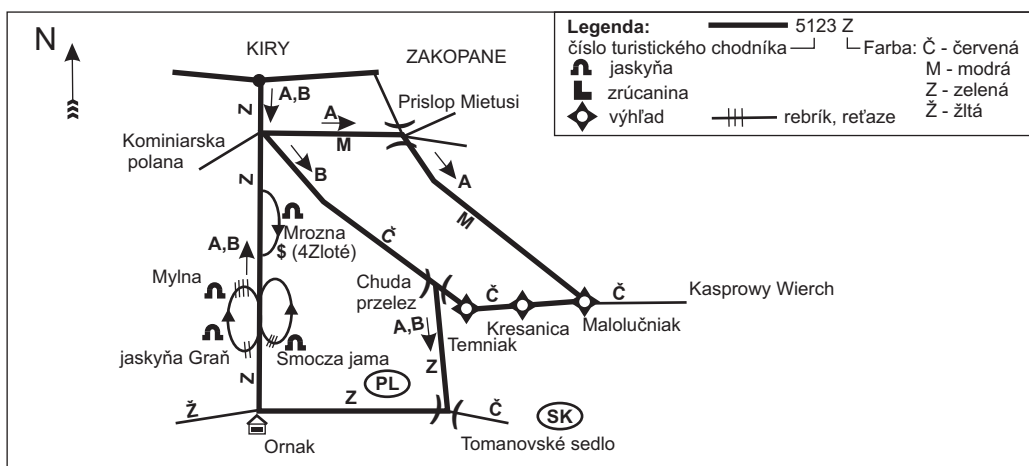 N
KIRY
ZAKOPANE
A,B
Z
A
M
Prislop Mietusi
Kominiarska
polana
Z
B
A
M
Č
Mrozna
$ (4Zloté)
A,B
Mylna
Chuda
przelez
Č
Č
Kasprowy Wierch
Kresanica
Malolučniak
Temniak
A,B
jaskyňa Graň
Smocza jama
Z
Z
PL
Z
Ž
Č
SK
Ornak
Tomanovské sedlo
Legenda:
5123 Z
číslo turistického chodníka
Farba: Č - červená
M - modrá
Z - zelená
Ž - žltá
jaskyňa
zrúcanina
výhľad
rebrík, reťaze